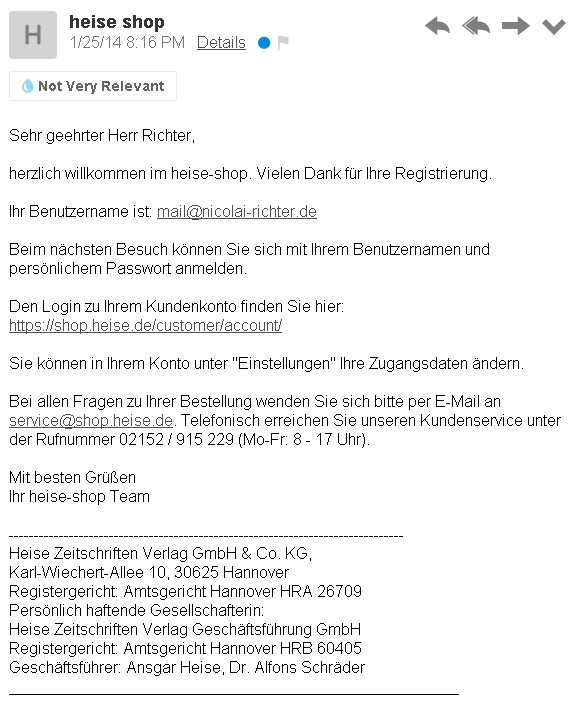 H
heise shop
1/25/14 8:16 PM Details
Not Very Relevant
Sehr geehrter Herr Richter,
herzlich willkommen im heise-shop. Vielen Dank für Ihre Registrierung.
Ihr Benutzername ist: mail@nicolai-richter.de
Beim nächsten Besuch können Sie sich mit Ihrem Benutzernamen und
persönlichem Passwort anmelden.
Den Login zu Ihrem Kundenkonto finden Sie hier:
https://shop.heise.de/customer/account/
Sie können in Ihrem Konto unter "Einstellungen" Ihre Zugangsdaten ändern.
Bei allen Fragen zu Ihrer Bestellung wenden Sie sich bitte per E-Mail an
service@shop.heise.de. Telefonisch erreichen Sie unseren Kundenservice unter
der Rufnummer 02152 / 915 229 (Mo-Fr: 8 - 17 Uhr).
Mit besten Grüßen
Ihr heise-shop Team
-------------------------------------------------------------------------------
Heise Zeitschriften Verlag GmbH & Co. KG,
Karl-Wiechert-Allee 10, 30625 Hannover
Registergericht: Amtsgericht Hannover HRA 26709
Persönlich haftende Gesellschafterin:
Heise Zeitschriften Verlag Geschäftsführung GmbH
Registergericht: Amtsgericht Hannover HRB 60405
Geschäftsführer: Ansgar Heise, Dr. Alfons Schräder
__________________________________________________